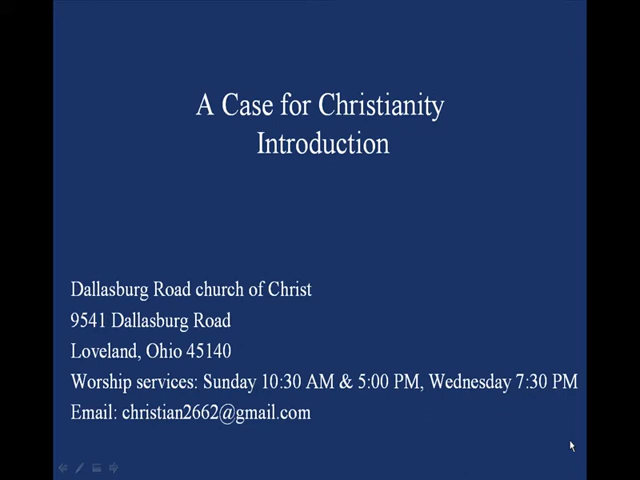 A Case for Christianity
Introduction
Dallasburg Road church of Christ
9541 Dallasburg Road
Loveland, Ohio 45140
Worship services: Sunday 10:30 AM & 5:00 PM, Wednesday 7:30 PM
Email: christian2662@gmail.com